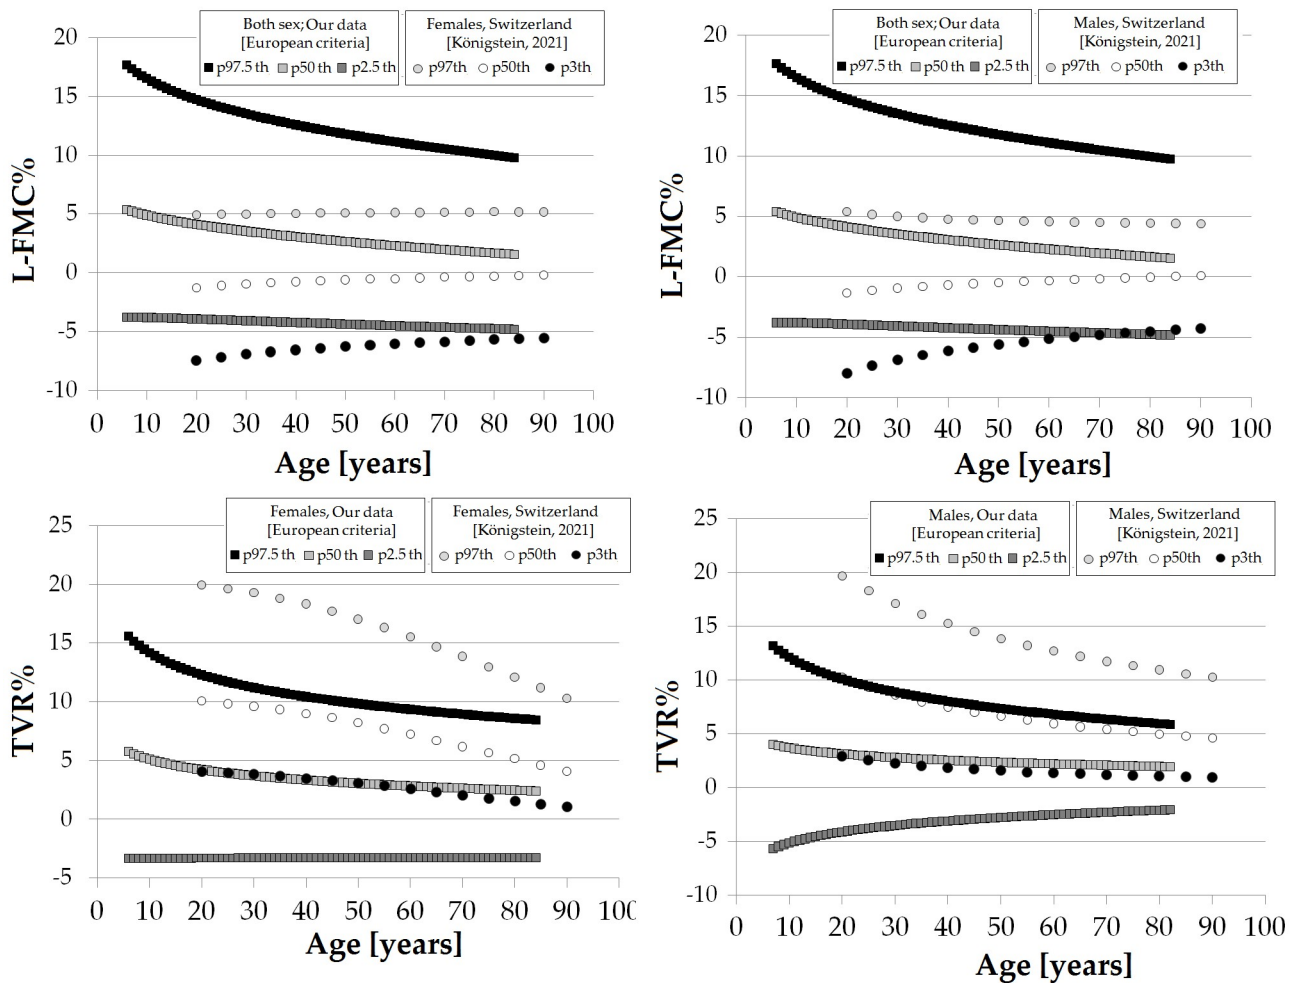 Both sex; Our data
[European criteria]
p97.5 th p50 th p2.5 th
Females, Switzerland
[Königstein, 2021]
p97th p50th p3th
20
15
10
5
0
-5
-10
L-FMC%
0 10 20 30 40 50 60 70 80 90 100
Age [years]
Both sex; Our data
[European criteria]
p97.5 th p50 th p2.5 th
Males, Switzerland
[Königstein, 2021]
p97th p50th p3th
20
15
10
5
0
-5
-10
L-FMC%
0 10 20 30 40 50 60 70 80 90 100
Age [years]
Females, Our data
[European criteria]
p97.5 th p50 th p2.5 th
Females, Switzerland
[Königstein, 2021]
p97th p50th p3th
25
20
15
10
5
0
-5
TVR%
0 10 20 30 40 50 60 70 80 90 100
Age [years]
Males, Our data
[European criteria]
p97.5 th p50 th p2.5 th
Males, Switzerland
[Königstein, 2021]
p97th p50th p3th
25
20
15
10
5
0
-5
-10
TVR%
0 10 20 30 40 50 60 70 80 90 100
Age [years]